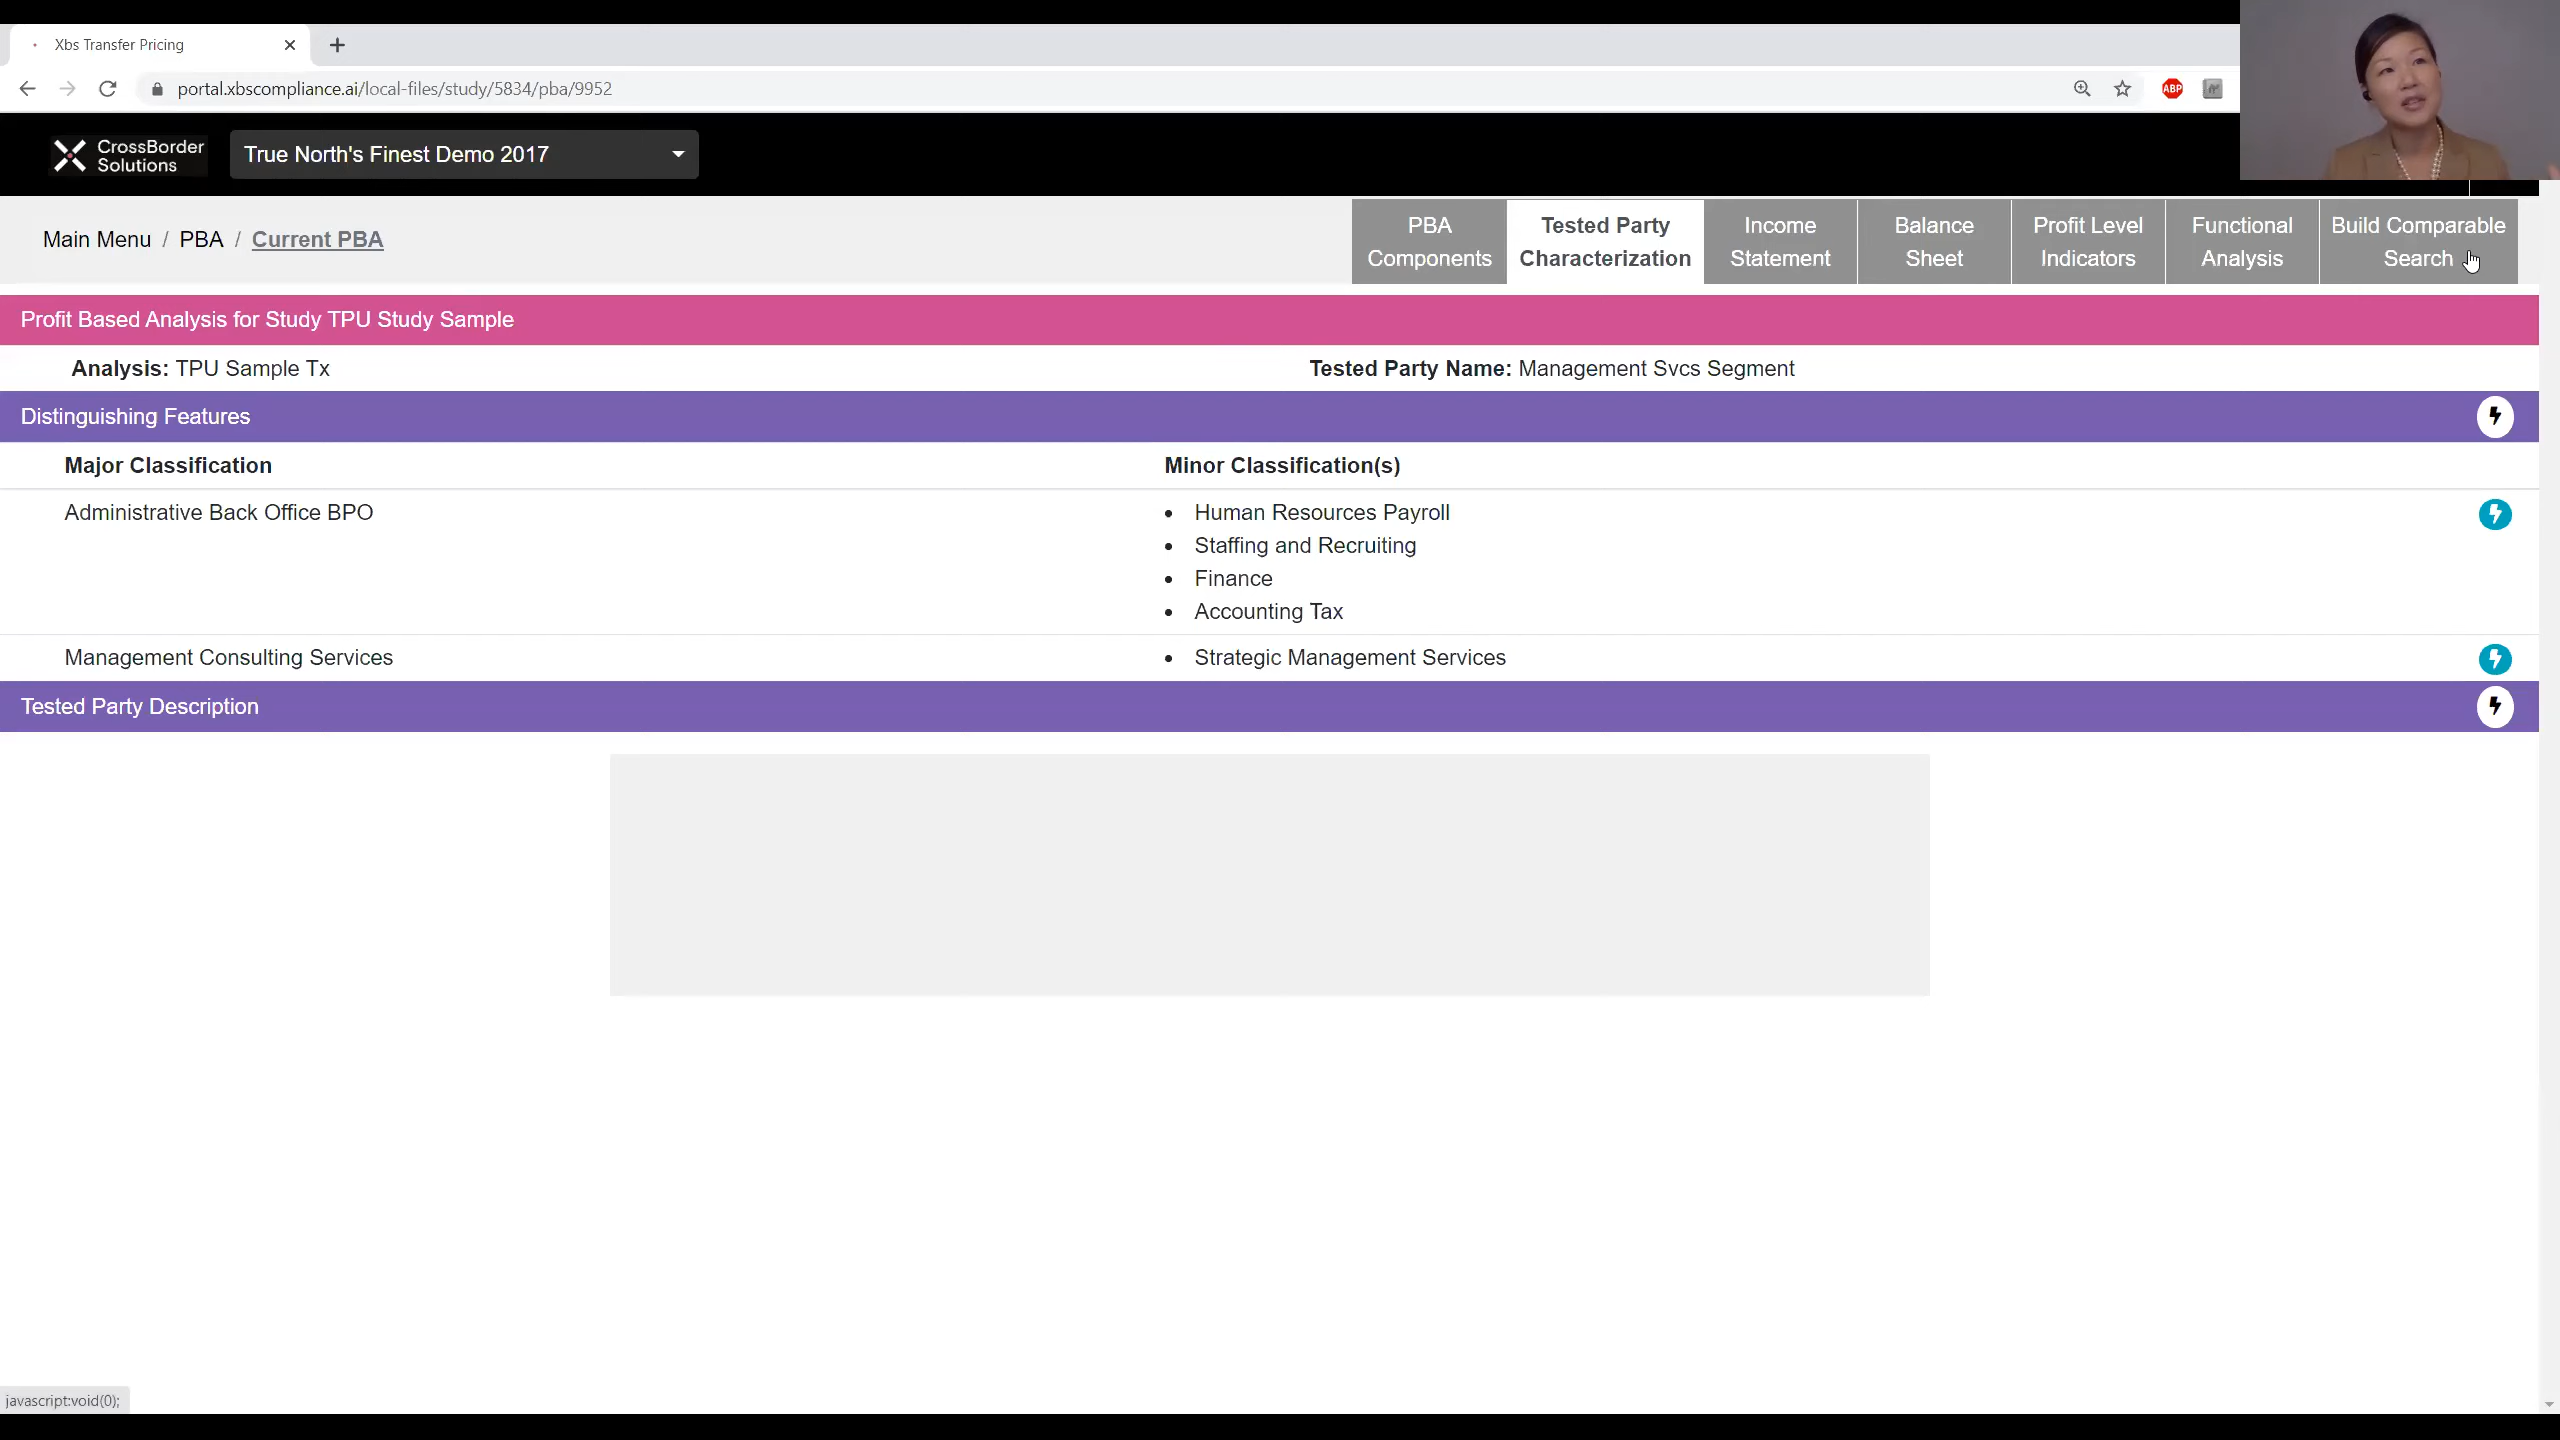 Xbs Transfer Pricing
portal.xbscompliance.ai/local-files/study/5834/pba/9952
ABP
CrossBorder
Solutions
True North's Finest Demo 2017
Main Menu / PBA / Current PBA
PBA
Components
Tested Party
Characterization
Income
Statement
Balance
Sheet
Profit Level
Indicators
Functional
Analysis
Build Comparable
Search
Profit Based Analysis for Study TPU Study Sample
Analysis: TPU Sample Tx
Tested Party Name: Management Svcs Segment
Distinguishing Features
Major Classification
Minor Classification(s)
Administrative Back Office BPO
• Human Resources Payroll
• Staffing and Recruiting
• Finance
• Accounting Tax
Management Consulting Services
• Strategic Management Services
Tested Party Description
javascript:void(0);